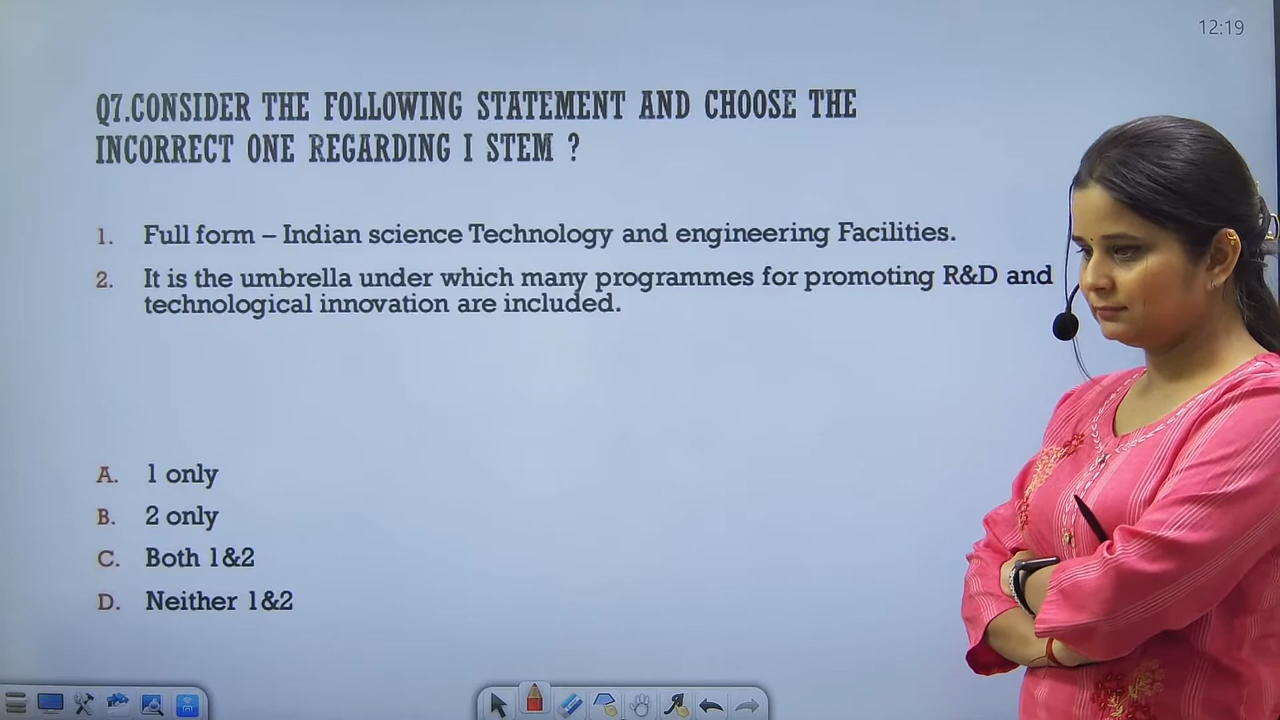 12:19
Q7.CONSIDER THE FOLLOWING STATEMENT AND CHOOSE THE
INCORRECT ONE REGARDING I STEM ?
1. Full form – Indian science Technology and engineering Facilities.
2. It is the umbrella under which many programmes for promoting R&D and
technological innovation are included.
A. 1 only
B. 2 only
C. Both 1&2
D. Neither 1&2